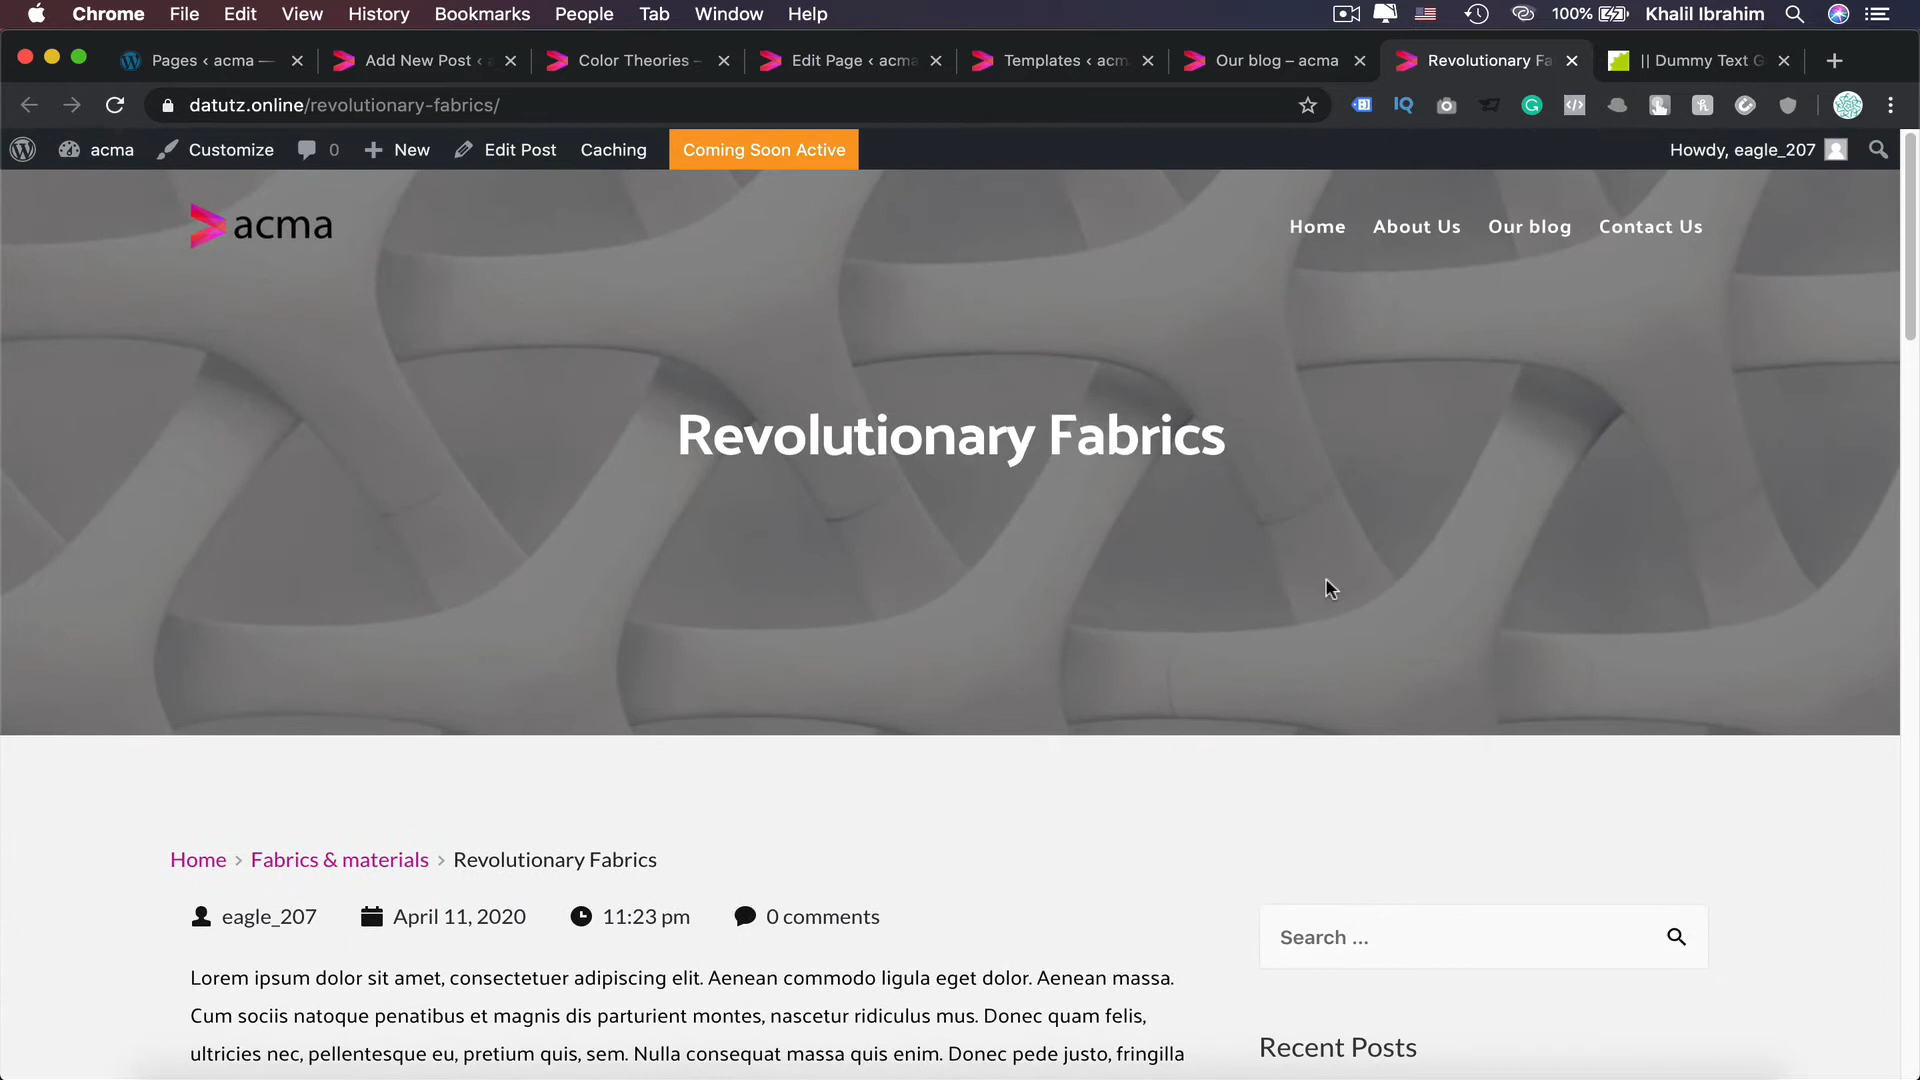 Chrome File Edit View History Bookmarks People Tab Window Help 100% Khalil Ibrahim
Pages ‹ acma — Add New Post ‹ a Color Theories – Edit Page ‹ acma Templates ‹ acm Our blog – acma Revolutionary Fa || Dummy Text G
datutz.online/revolutionary-fabrics/
acma Customize 0 New Edit Post Caching Coming Soon Active Howdy, eagle_207
acma Home About Us Our blog Contact Us
Revolutionary Fabrics
Home › Fabrics & materials › Revolutionary Fabrics
eagle_207 April 11, 2020 11:23 pm 0 comments
Search ...
Lorem ipsum dolor sit amet, consectetuer adipiscing elit. Aenean commodo ligula eget dolor. Aenean massa.
Cum sociis natoque penatibus et magnis dis parturient montes, nascetur ridiculus mus. Donec quam felis,
ultricies nec, pellentesque eu, pretium quis, sem. Nulla consequat massa quis enim. Donec pede justo, fringilla
Recent Posts